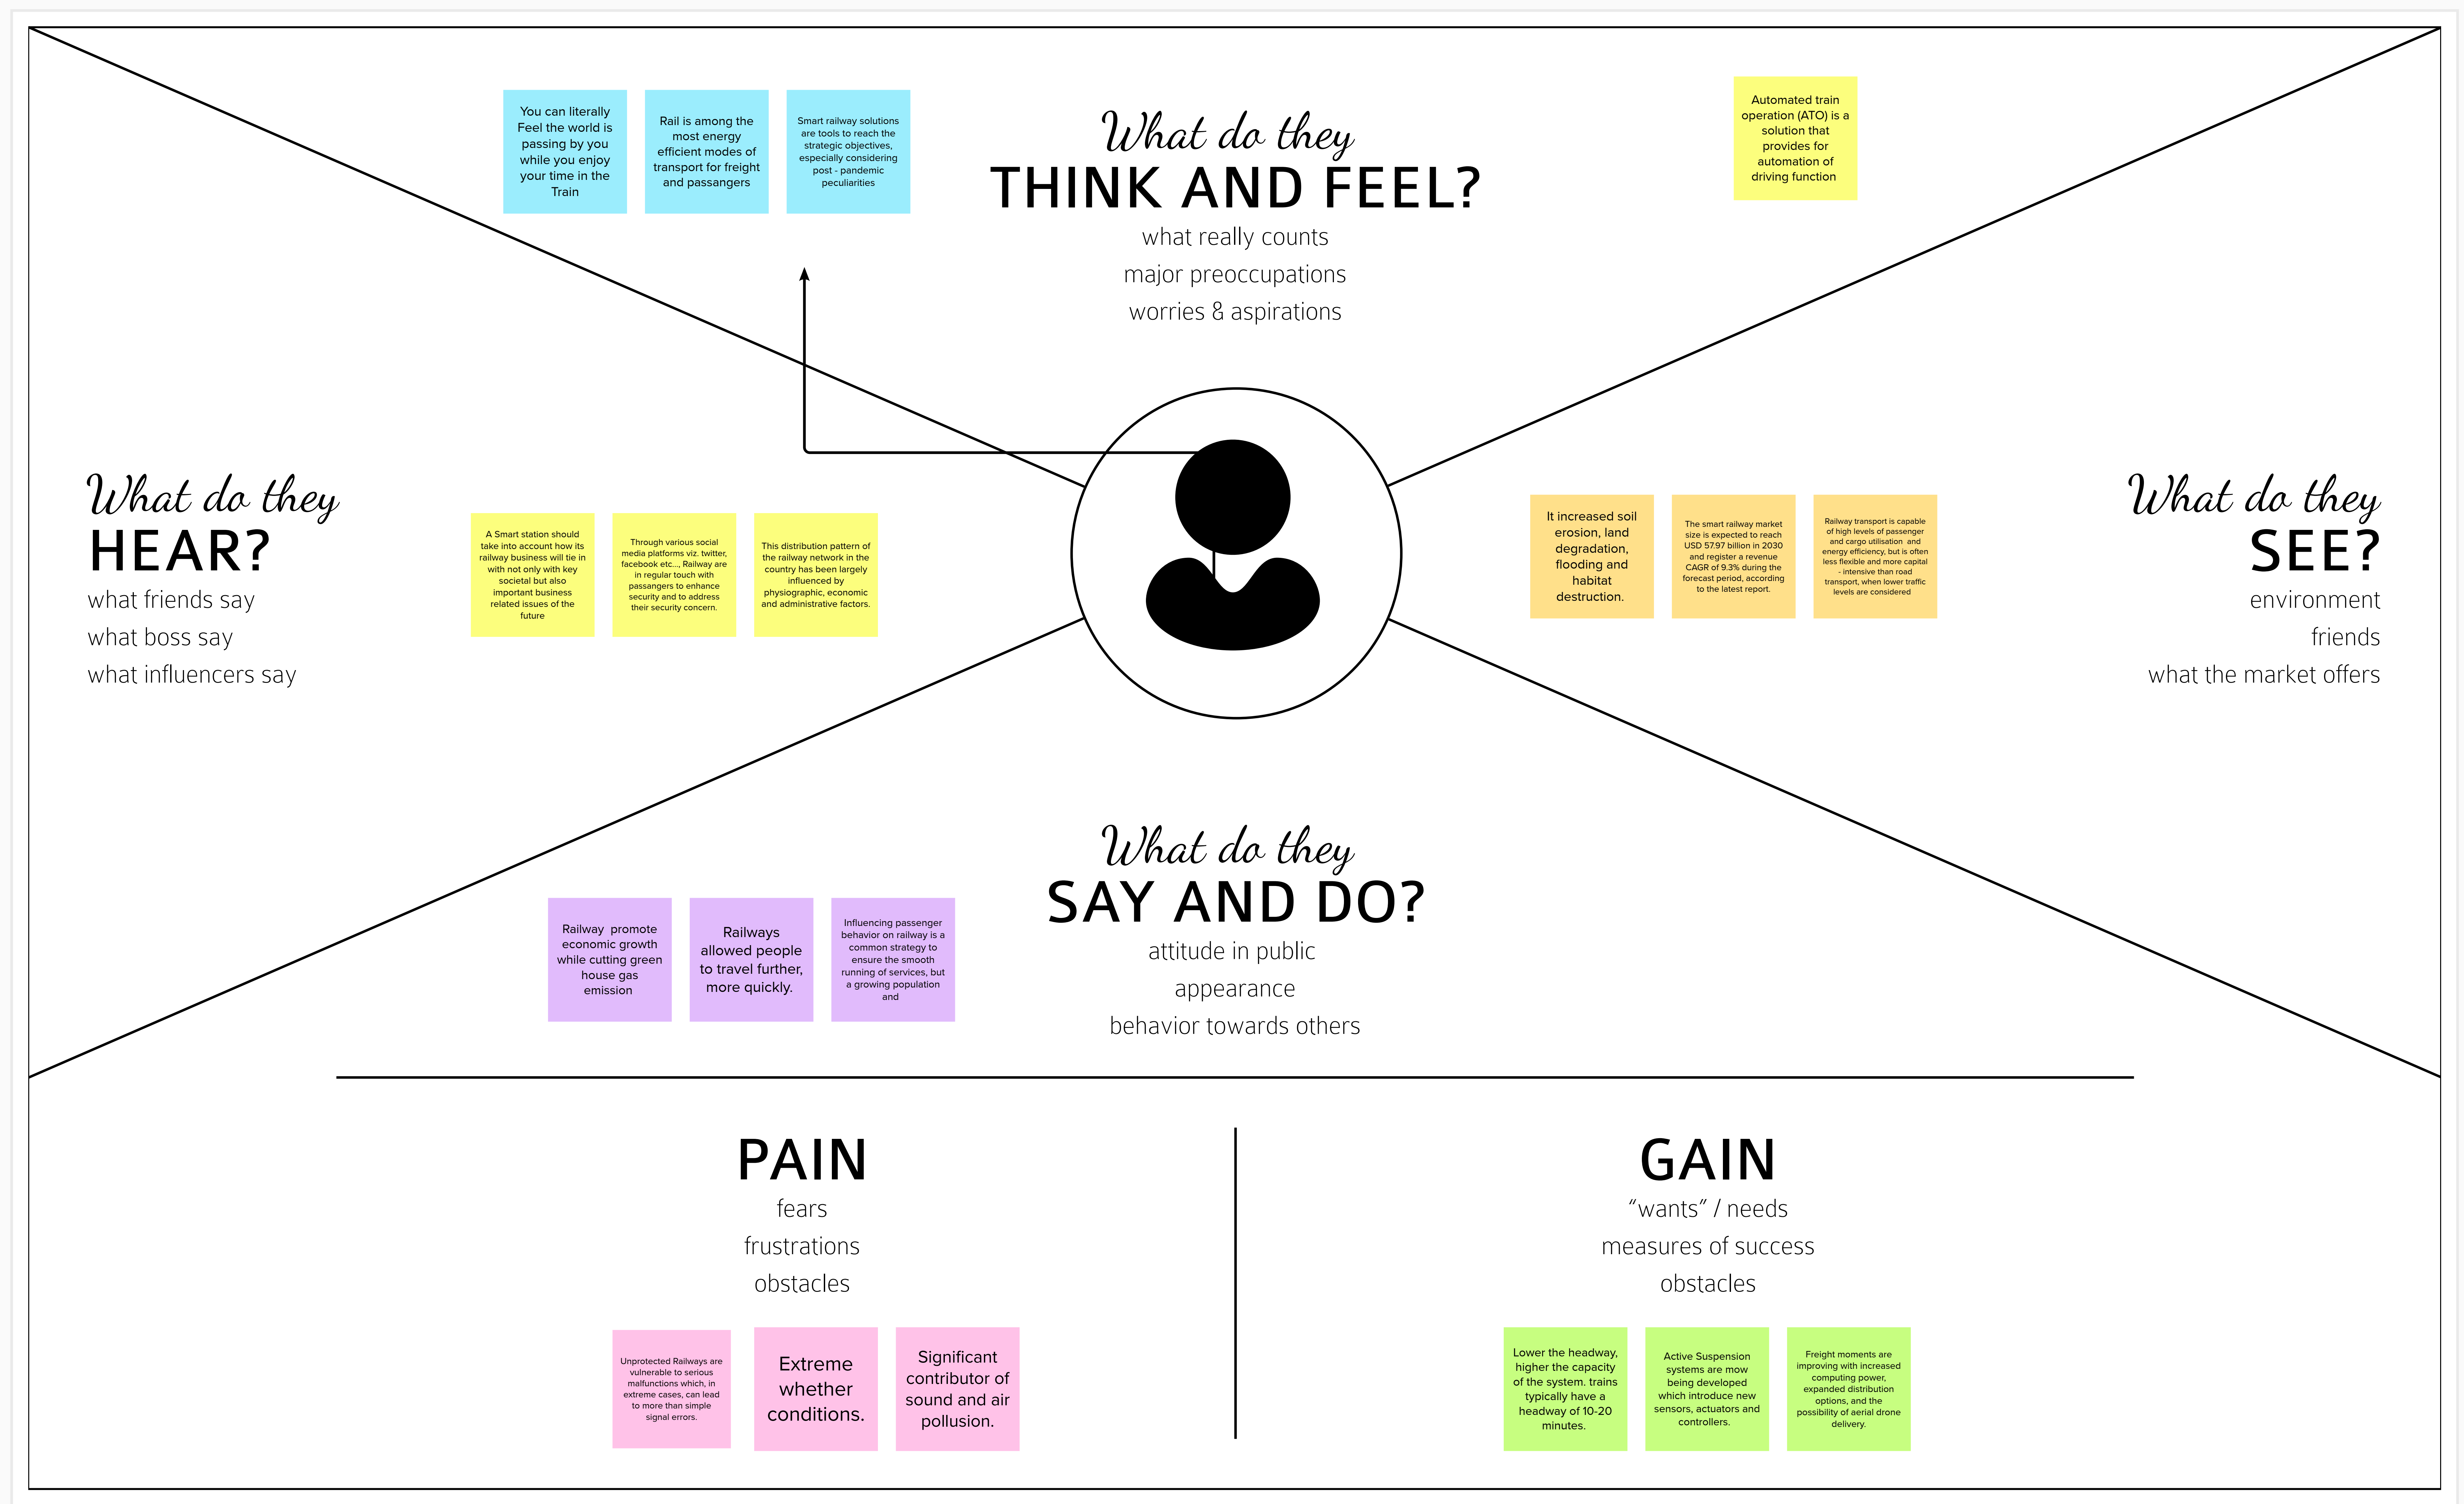 You can literally
Feel the world is
passing by you
while you enjoy
your time in the
Train
Rail is among the
most energy
efficient modes of
transport for freight
and passangers
Smart railway solutions
are tools to reach the
strategic objectives,
especially considering
post - pandemic
peculiarities
What do they
THINK AND FEEL?
what really counts
major preoccupations
worries & aspirations
Automated train
operation (ATO) is a
solution that
provides for
automation of
driving function
What do they
HEAR?
what friends say
what boss say
what influencers say
A Smart station should
take into account how its
railway business will tie in
with not only with key
societal but also
important business
related issues of the
future
Through various social
media platforms viz. twitter,
facebook etc..., Railway are
in regular touch with
passangers to enhance
security and to address
their security concern.
This distribution pattern of
the railway network in the
country has been largely
influenced by
physiographic, economic
and administrative factors.
It increased soil
erosion, land
degradation,
flooding and
habitat
destruction.
The smart railway market
size is expected to reach
USD 57.97 billion in 2030
and register a revenue
CAGR of 9.3% during the
forecast period, according
to the latest report.
Railway transport is capable
of high levels of passenger
and cargo utilisation and
energy efficiency, but is often
less flexible and more capital
- intensive than road
transport, when lower traffic
levels are considered
What do they
SEE?
environment
friends
what the market offers
Railway promote
economic growth
while cutting green
house gas
emission
Railways
allowed people
to travel further,
more quickly.
Influencing passenger
behavior on railway is a
common strategy to
ensure the smooth
running of services, but
a growing population
and
What do they
SAY AND DO?
attitude in public
appearance
behavior towards others
PAIN
fears
frustrations
obstacles
Unprotected Railways are
vulnerable to serious
malfunctions which, in
extreme cases, can lead
to more than simple
signal errors.
Extreme
whether
conditions.
Significant
contributor of
sound and air
pollusion.
GAIN
“wants” / needs
measures of success
obstacles
Lower the headway,
higher the capacity
of the system. trains
typically have a
headway of 10-20
minutes.
Active Suspension
systems are mow
being developed
which introduce new
sensors, actuators and
controllers.
Freight moments are
improving with increased
computing power,
expanded distribution
options, and the
possibility of aerial drone
delivery.